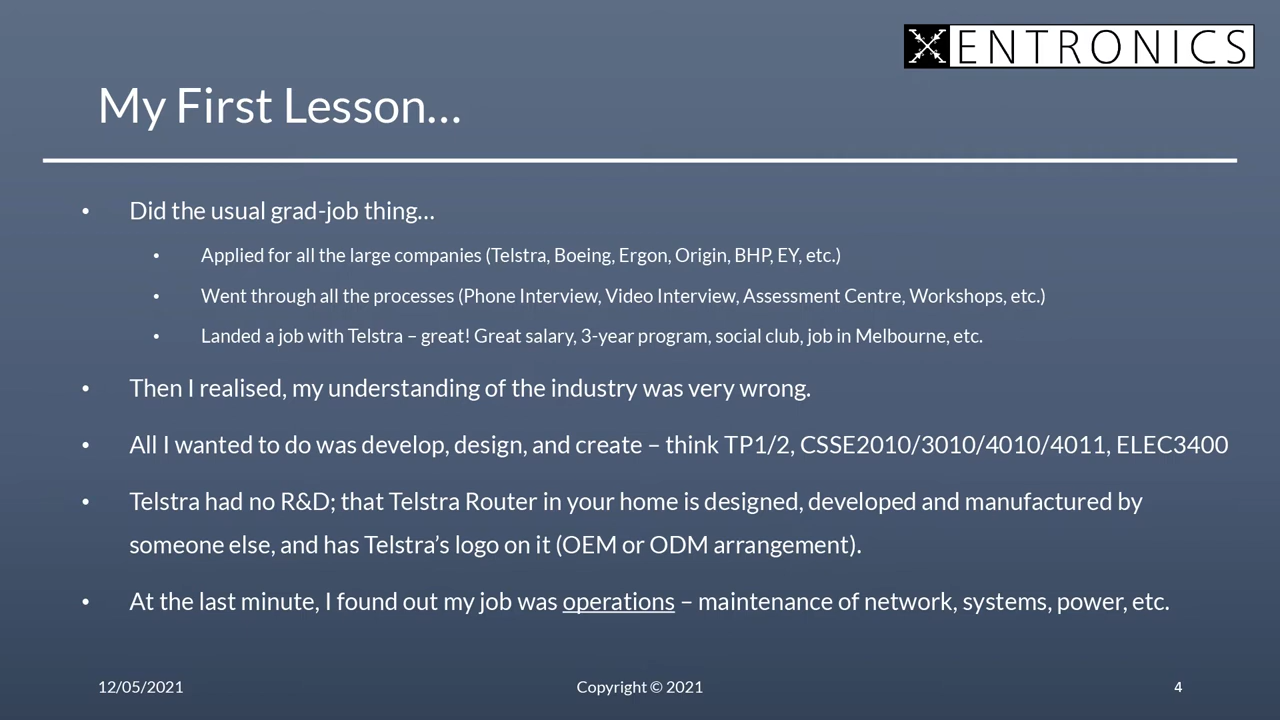 XENTRONICS
My First Lesson...
• Did the usual grad-job thing...
• Applied for all the large companies (Telstra, Boeing, Ergon, Origin, BHP, EY, etc.)
• Went through all the processes (Phone Interview, Video Interview, Assessment Centre, Workshops, etc.)
• Landed a job with Telstra – great! Great salary, 3-year program, social club, job in Melbourne, etc.
• Then I realised, my understanding of the industry was very wrong.
• All I wanted to do was develop, design, and create – think TP1/2, CSSE2010/3010/4010/4011, ELEC3400
• Telstra had no R&D; that Telstra Router in your home is designed, developed and manufactured by
someone else, and has Telstra’s logo on it (OEM or ODM arrangement).
• At the last minute, I found out my job was operations – maintenance of network, systems, power, etc.
12/05/2021
Copyright © 2021
4